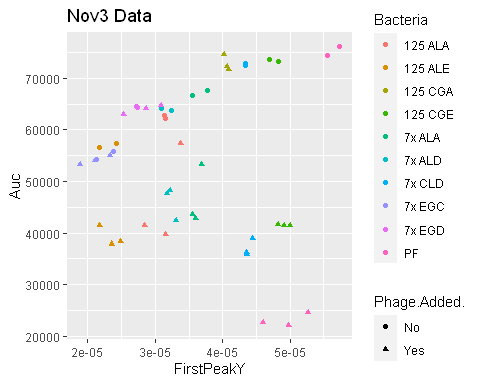 Nov3 Data
Auc
70000
60000
50000
40000
30000
20000
2e-05 3e-05 4e-05 5e-05
FirstPeakY
Bacteria
125 ALA
125 ALE
125 CGA
125 CGE
7x ALA
7x ALD
7x CLD
7x EGC
7x EGD
PF
Phage.Added.
No
Yes